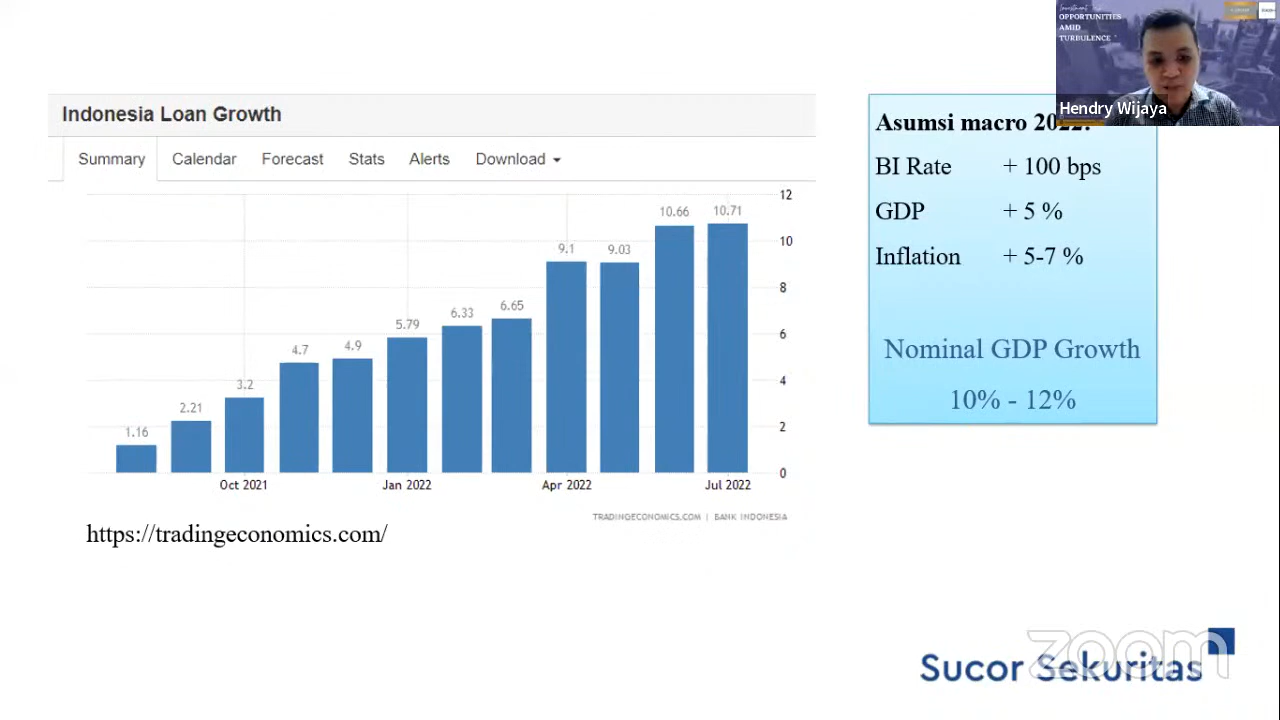 Investment Talk
OPPORTUNITIES
AMID
TURBULENCE
Hendry Wijaya
Indonesia Loan Growth
Summary Calendar Forecast Stats Alerts Download
12
10
8
6
4
2
0
1.16
2.21
3.2
4.7
4.9
5.79
6.33
6.65
9.1
9.03
10.66
10.71
Oct 2021 Jan 2022 Apr 2022 Jul 2022
TRADINGECONOMICS.COM | BANK INDONESIA
https://tradingeconomics.com/
Asumsi macro 2022:
BI Rate + 100 bps
GDP + 5 %
Inflation + 5-7 %
Nominal GDP Growth
10% - 12%
zoom
Sucor Sekuritas